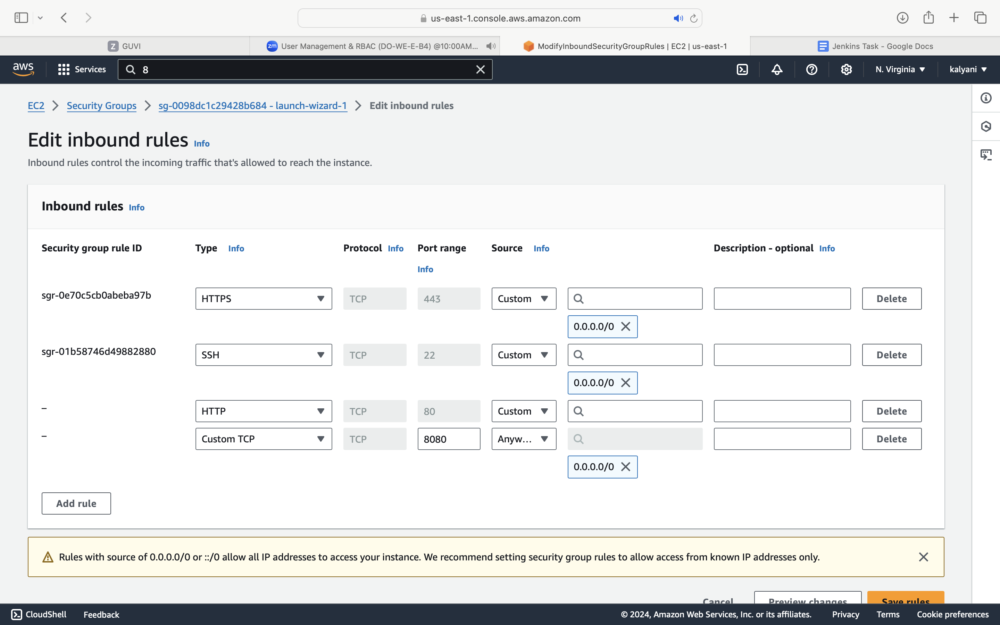 us-east-1.console.aws.amazon.com
Z GUVI
zm User Management & RBAC (DO-WE-E-B4) @10:00AM...
ModifyInboundSecurityGroupRules | EC2 | us-east-1
Jenkins Task - Google Docs
aws Services 8 N. Virginia kalyani
EC2 Security Groups sg-0098dc1c29428b684 - launch-wizard-1 Edit inbound rules
Edit inbound rules Info
Inbound rules control the incoming traffic that's allowed to reach the instance.
Inbound rules Info
Security group rule ID Type Info Protocol Info Port range Source Info Description - optional Info
Info
sgr-0e70c5cb0abeba97b HTTPS TCP 443 Custom Delete
0.0.0.0/0
sgr-01b58746d49882880 SSH TCP 22 Custom Delete
0.0.0.0/0
– HTTP TCP 80 Custom Delete
– Custom TCP TCP 8080 Anyw... Delete
0.0.0.0/0
Add rule
Rules with source of 0.0.0.0/0 or ::/0 allow all IP addresses to access your instance. We recommend setting security group rules to allow access from known IP addresses only.
Cancel Preview changes Save rules
CloudShell Feedback © 2024, Amazon Web Services, Inc. or its affiliates. Privacy Terms Cookie preferences